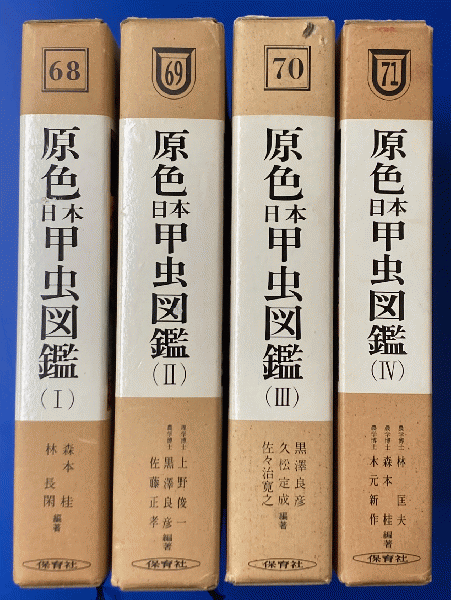 68
原色
日本
甲虫図鑑
(I)
森本桂
林長閑
編著
保育社
69
原色
日本
甲虫図鑑
(II)
農学博士 上野俊一
農学博士 黒澤良彦
佐藤正孝
編著
保育社
70
原色
日本
甲虫図鑑
(III)
黒澤良彦
久松定成
佐々治寛之
編著
保育社
71
原色
日本
甲虫図鑑
(IV)
農学博士 林匡夫
農学博士 森本桂
農学博士 木元新作
編著
保育社